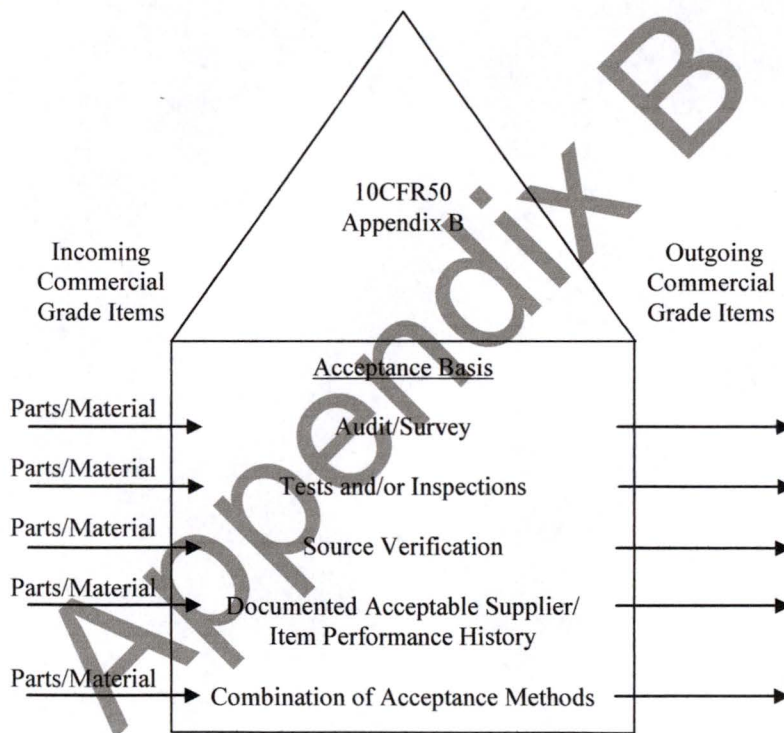 10CFR50
Appendix B
Incoming
Commercial
Grade Items
Outgoing
Commercial
Grade Items
Acceptance Basis
Parts/Material
Audit/Survey
Parts/Material
Tests and/or Inspections
Parts/Material
Source Verification
Parts/Material
Documented Acceptable Supplier/
Item Performance History
Parts/Material
Combination of Acceptance Methods
Appendix B